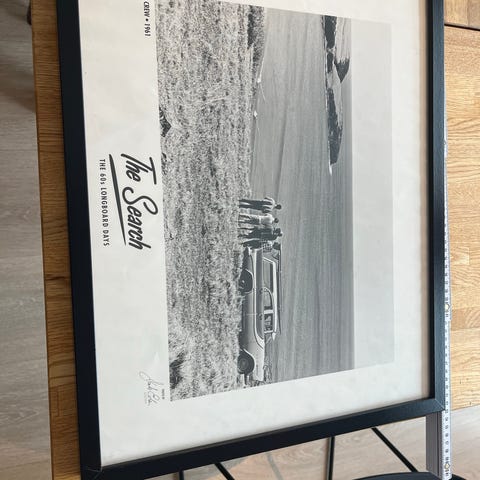 CREW • 1961
The Search
THE 60s LONGBOARD DAYS